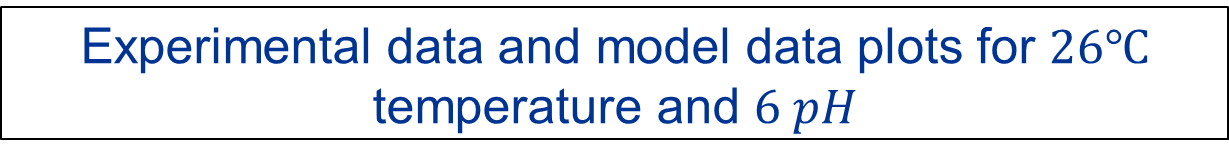 Experimental data and model data plots for 26°C
temperature and 6 pH